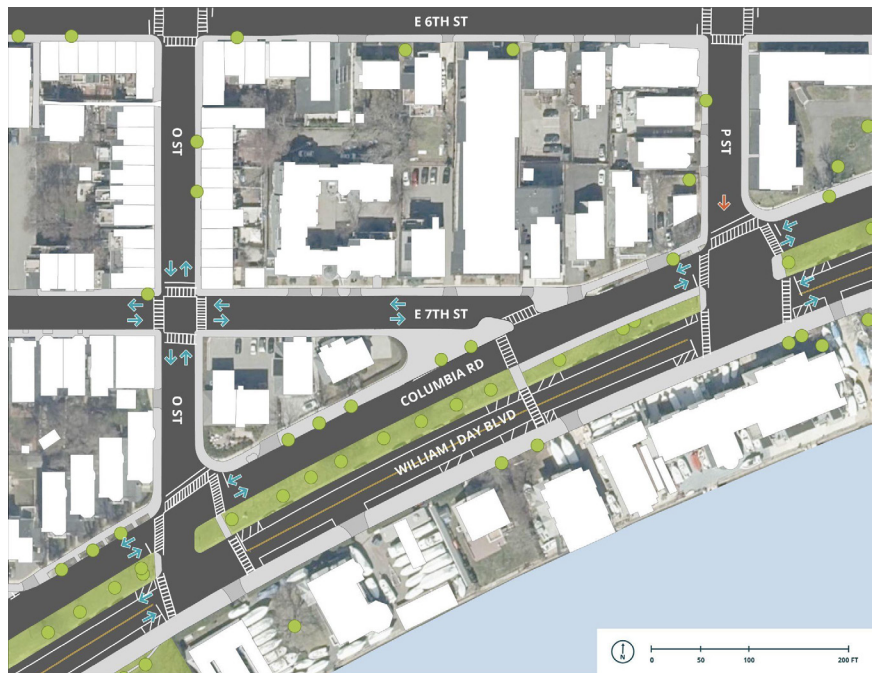 E 6TH ST
O ST
P ST
E 7TH ST
O ST
COLUMBIA RD
WILLIAM J DAY BLVD
N
0 50 100 200 FT